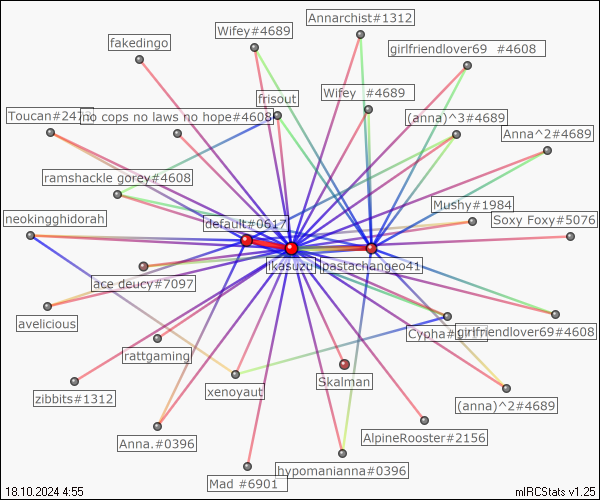 Annarchist#1312
Wifey#4689
fakedingo
girlfriendlover69 #4608
Wifey #4689
frisout
Toucan#247
no cops no laws no hope#4608
(anna)^3#4689
Anna^2#4689
ramshackle gorey#4608
Mushy#1984
neokingghidorah
default#0617
Soxy Foxy#5076
ikasuzu
pastachangeo41
ace deucy#7097
avelicious
Cypha#
girlfriendlover69#4608
rattgaming
Skalman
xenoyaut
zibbits#1312
(anna)^2#4689
Anna.#0396
AlpineRooster#2156
hypomanianna#0396
Mad #6901
18.10.2024 4:55
mIRCStats v1.25